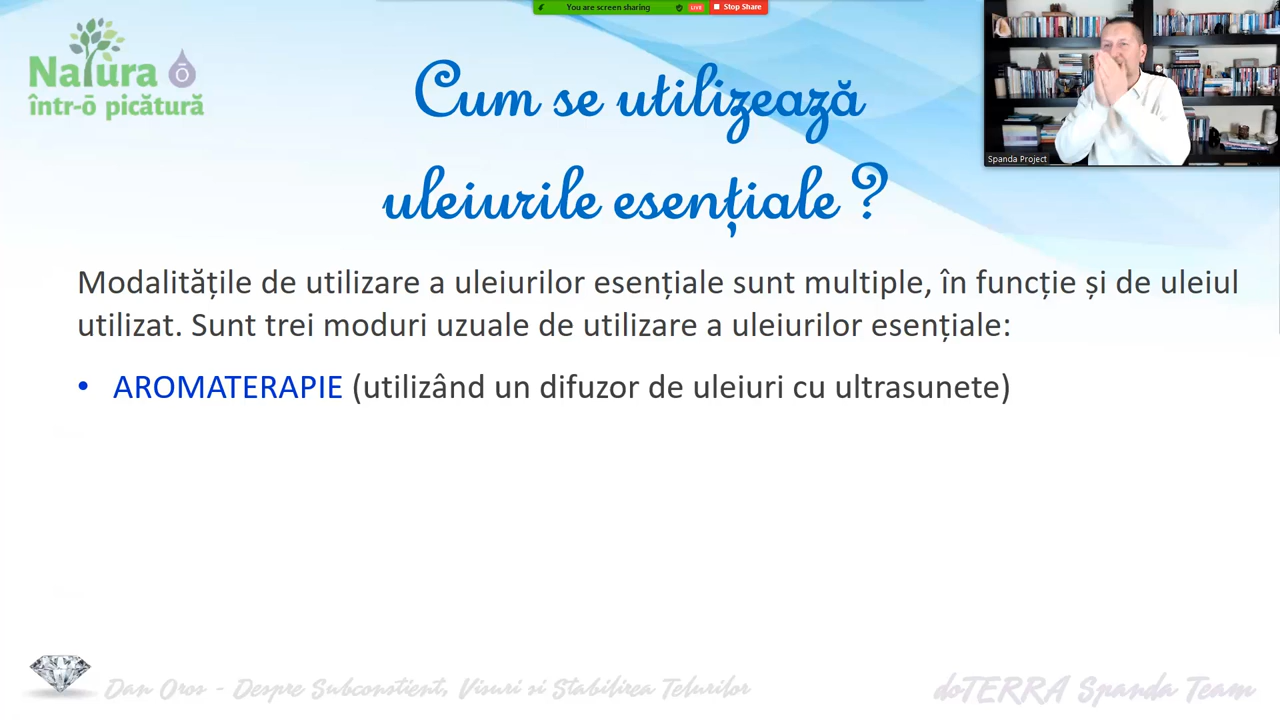 You are screen sharing
LIVE
Stop Share
Natura
într-ō picătură
Cum se utilizează
uleiurile esențiale ?
Spanda Project
Modalitățile de utilizare a uleiurilor esențiale sunt multiple, în funcție și de uleiul
utilizat. Sunt trei moduri uzuale de utilizare a uleiurilor esențiale:
• AROMATERAPIE (utilizând un difuzor de uleiuri cu ultrasunete)
Dan Oros - Despre Subconstient, Visuri si Stabilirea Telurilor
doTERRA Spanda Team